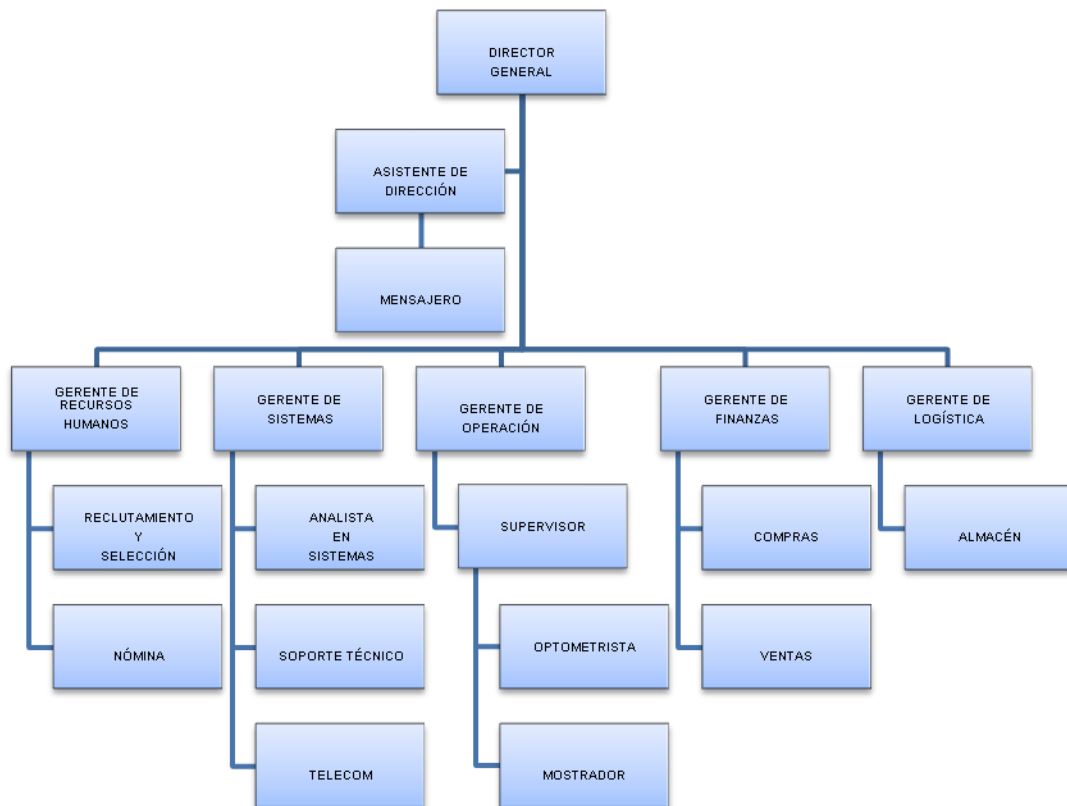 DIRECTOR
GENERAL
ASISTENTE DE
DIRECCIÓN
MENSAJERO
GERENTE DE
RECURSOS
HUMANOS
GERENTE DE
SISTEMAS
GERENTE DE
OPERACIÓN
GERENTE DE
FINANZAS
GERENTE DE
LOGÍSTICA
RECLUTAMIENTO
Y
SELECCIÓN
ANALISTA
EN
SISTEMAS
SUPERVISOR
COMPRAS
ALMACÉN
NÓMINA
SOPORTE TÉCNICO
OPTOMETRISTA
VENTAS
TELECOM
MOSTRADOR